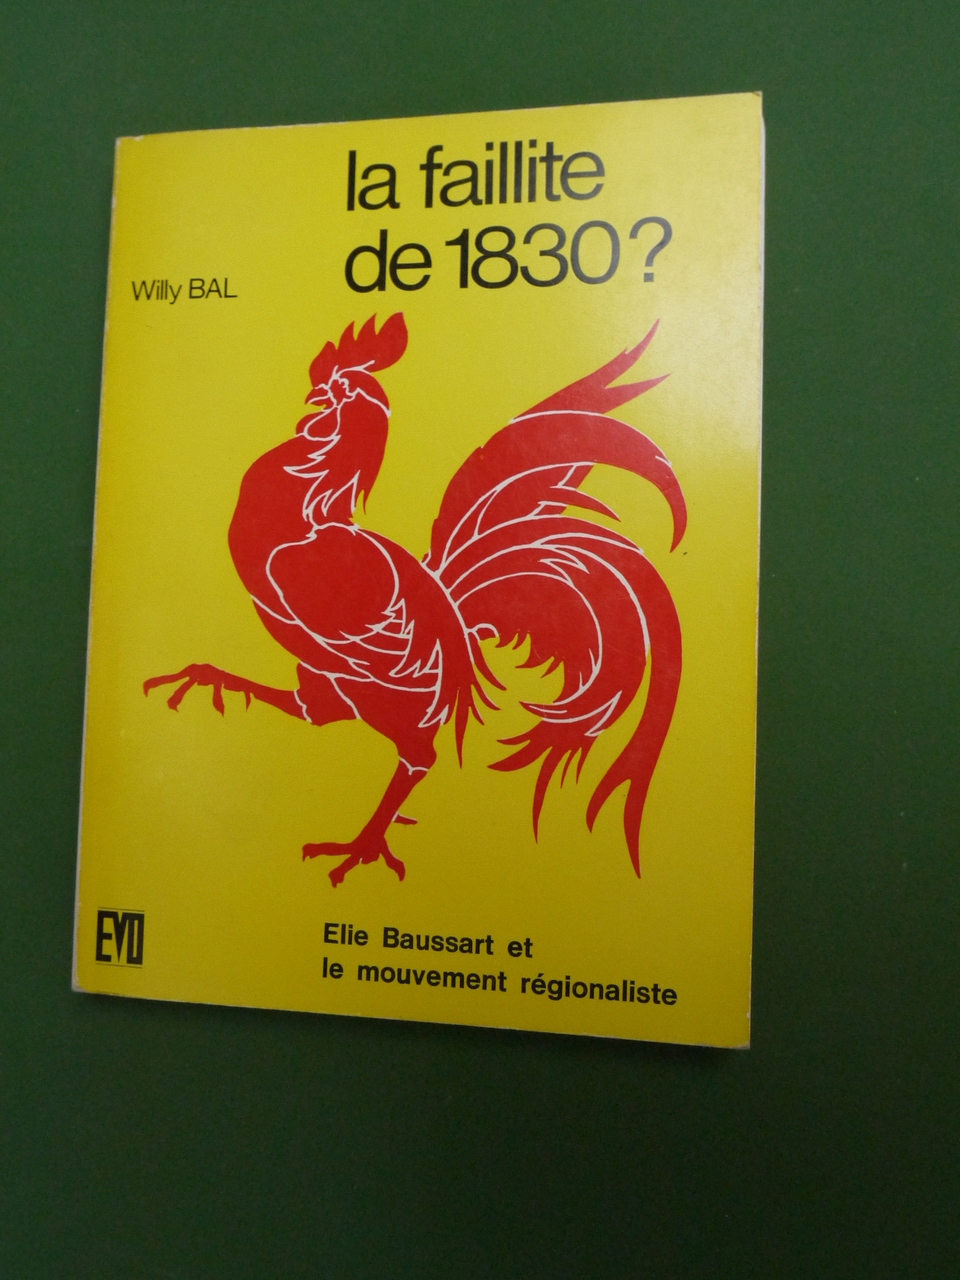 la faillite
de 1830?
Willy BAL
Elie Baussart et
le mouvement régionaliste
EVO